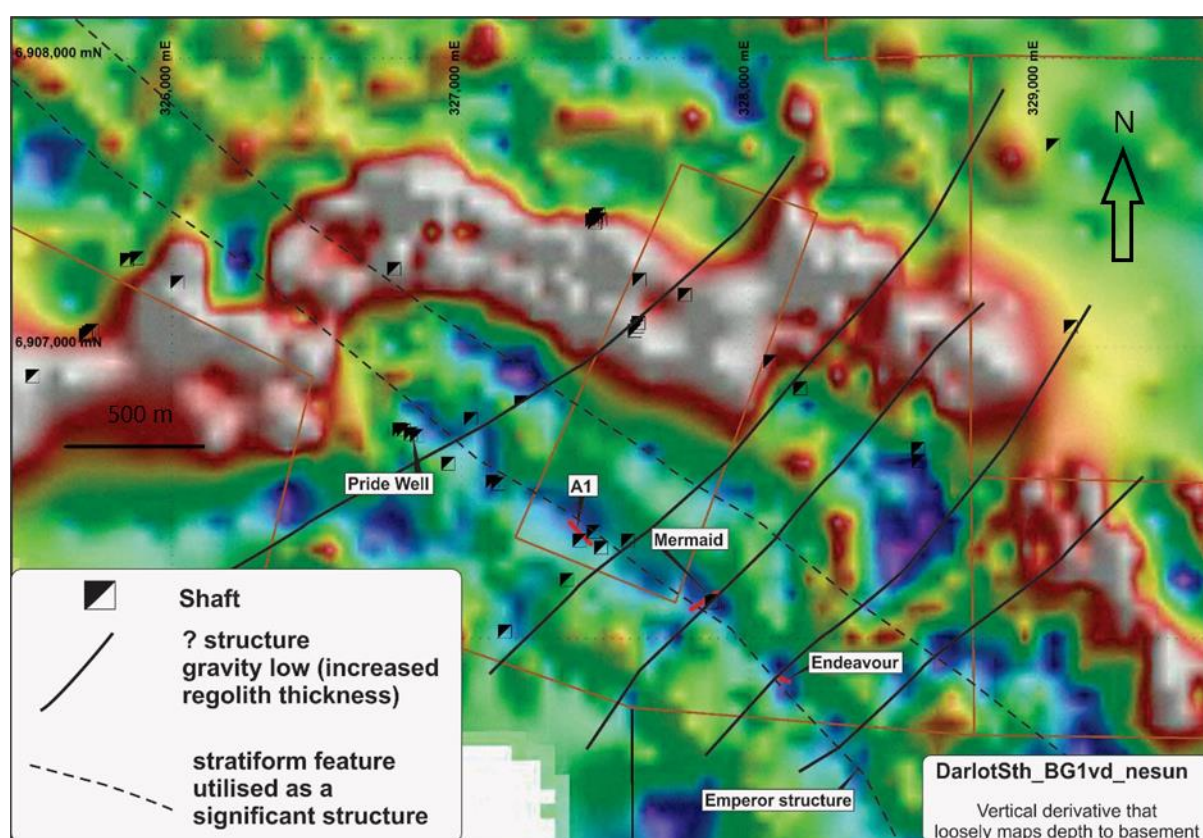 6,908,000 mN
326,000 mE
327,000 mE
328,000 mE
329,000 mE
N
6,907,000 mN
500 m
Pride Well
A1
Mermaid
Endeavour
Emperor structure
Shaft
? structure
gravity low (increased
regolith thickness)
stratiform feature
utilised as a
significant structure
DarlotSth_BG1vd_nesun
Vertical derivative that
loosely maps depth to basement